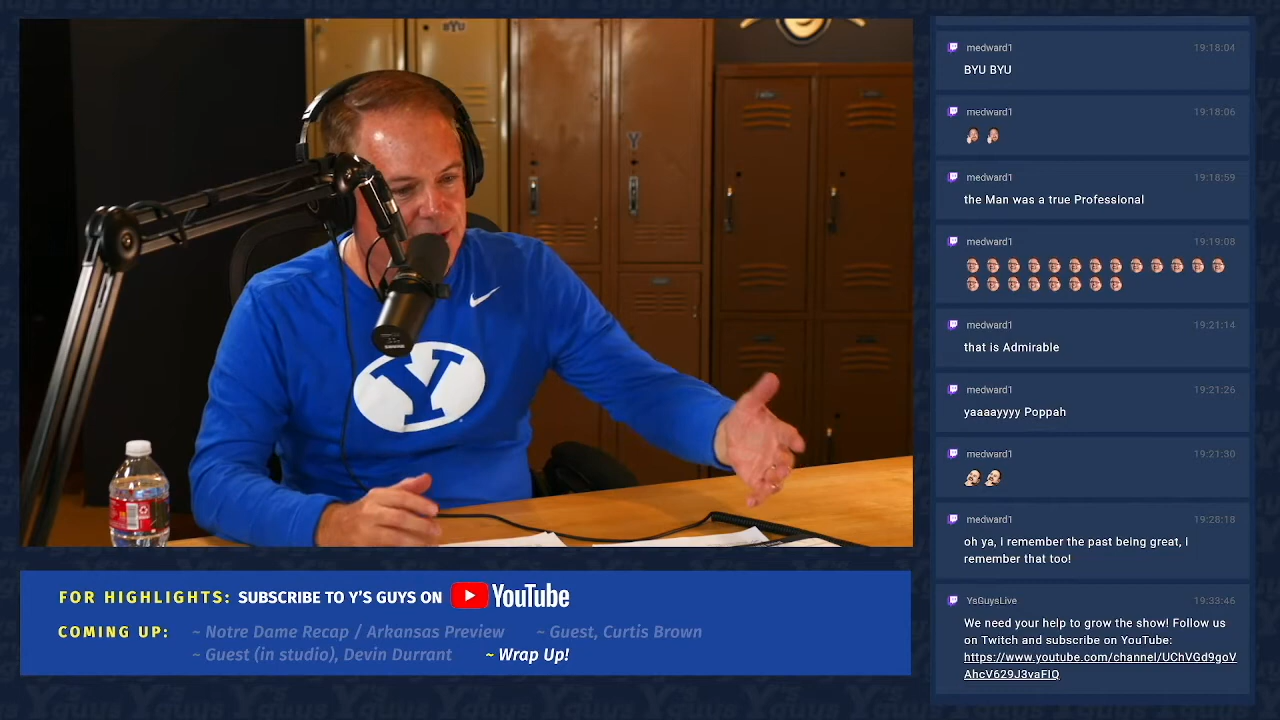 BYU
Y
Y
medward1 19:18:04
BYU BYU
medward1 19:18:06
medward1 19:18:59
the Man was a true Professional
medward1 19:19:08
medward1 19:21:14
that is Admirable
medward1 19:21:26
yaaaayyyy Poppah
medward1 19:21:30
medward1 19:28:18
oh ya, I remember the past being great, I
remember that too!
YsGuysLive 19:33:46
We need your help to grow the show! Follow us
on Twitch and subscribe on YouTube:
https://www.youtube.com/channel/UChVGd9goV
AhcV629J3vaFIQ
FOR HIGHLIGHTS: SUBSCRIBE TO Y'S GUYS ON YouTube
COMING UP: ~ Notre Dame Recap / Arkansas Preview ~ Guest, Curtis Brown
~ Guest (in studio), Devin Durrant ~ Wrap Up!